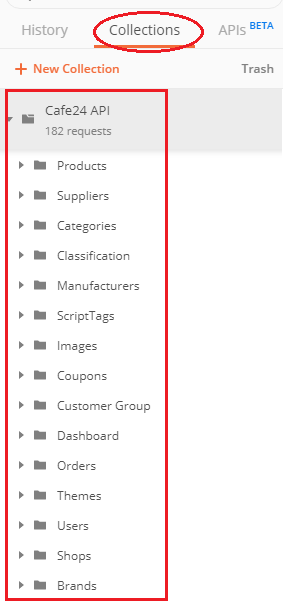 History Collections APIs BETA
+ New Collection Trash
Cafe24 API
182 requests
Products
Suppliers
Categories
Classification
Manufacturers
ScriptTags
Images
Coupons
Customer Group
Dashboard
Orders
Themes
Users
Shops
Brands